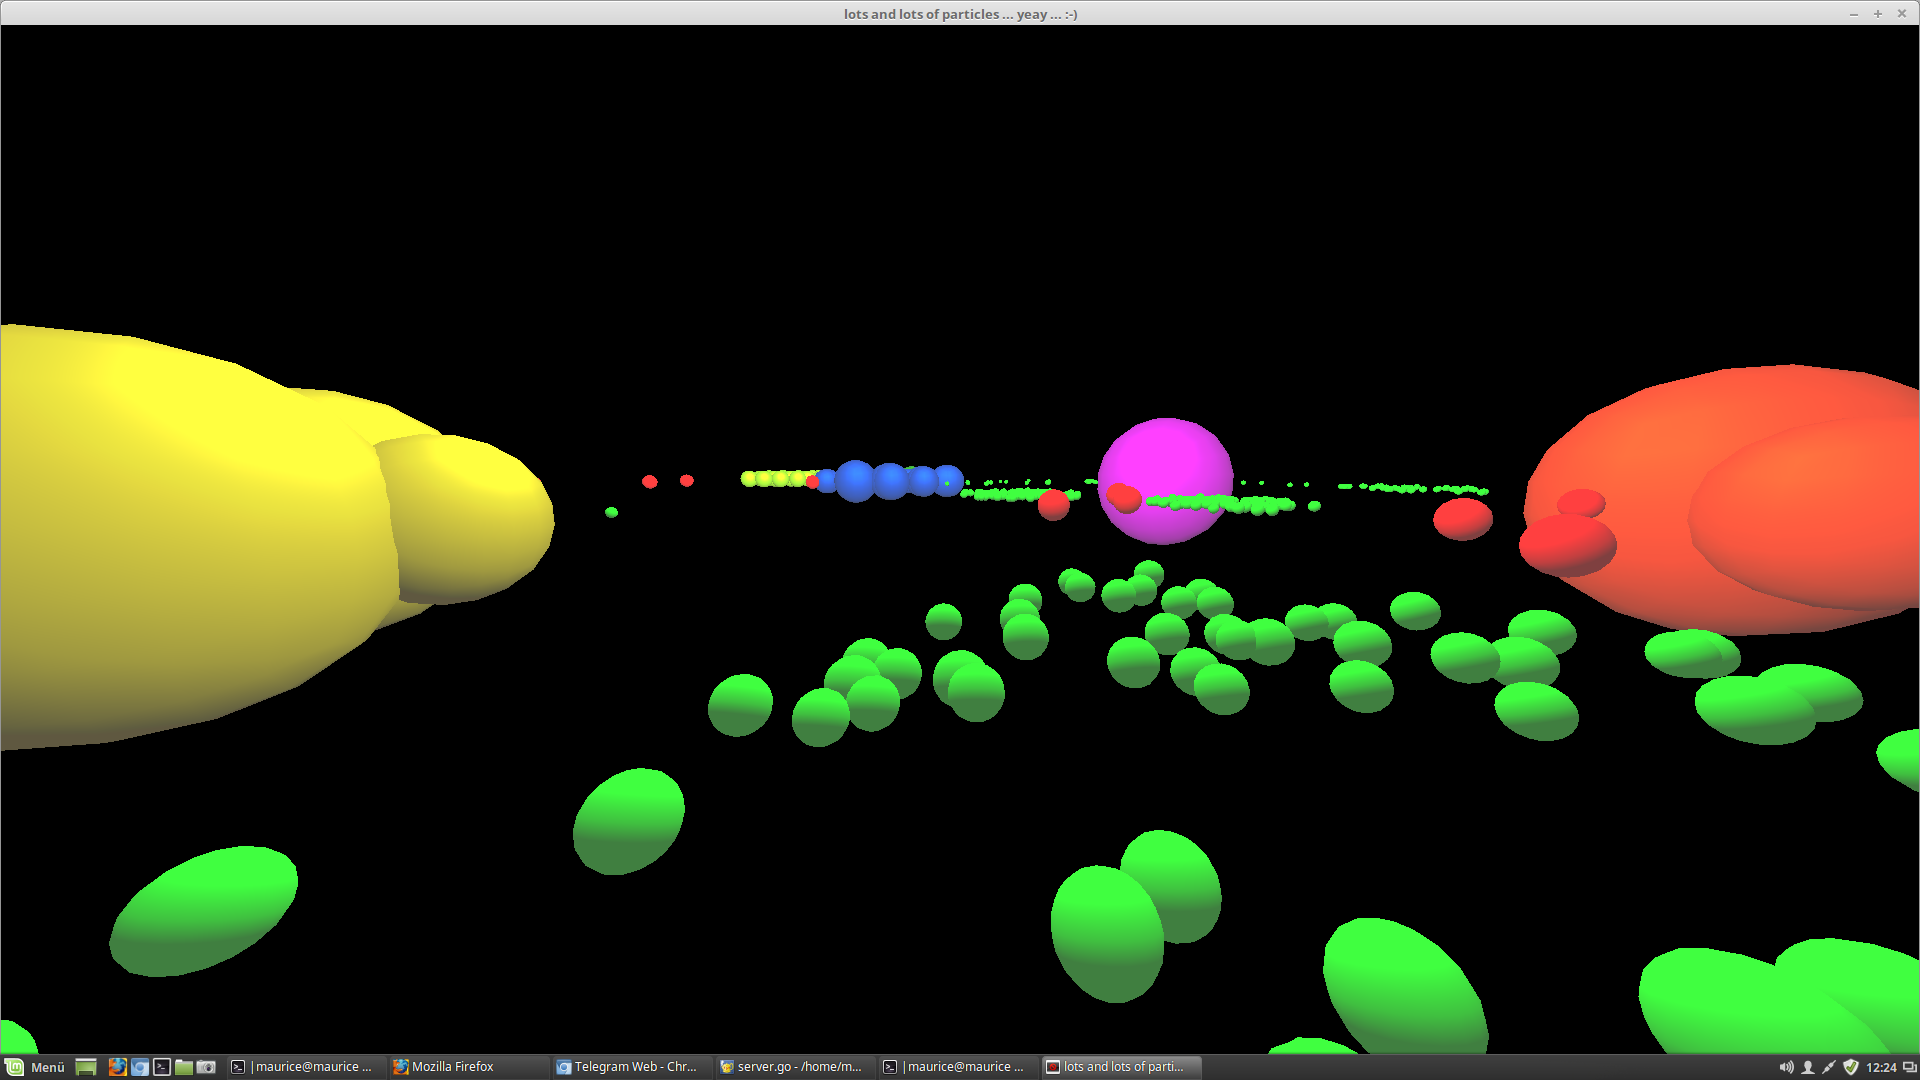 lots and lots of particles ... yeay ... :-)
Menü
|maurice@maurice ...
Mozilla Firefox
Telegram Web - Chr...
server.go - /home/m...
|maurice@maurice ...
lots and lots of parti...
12:24